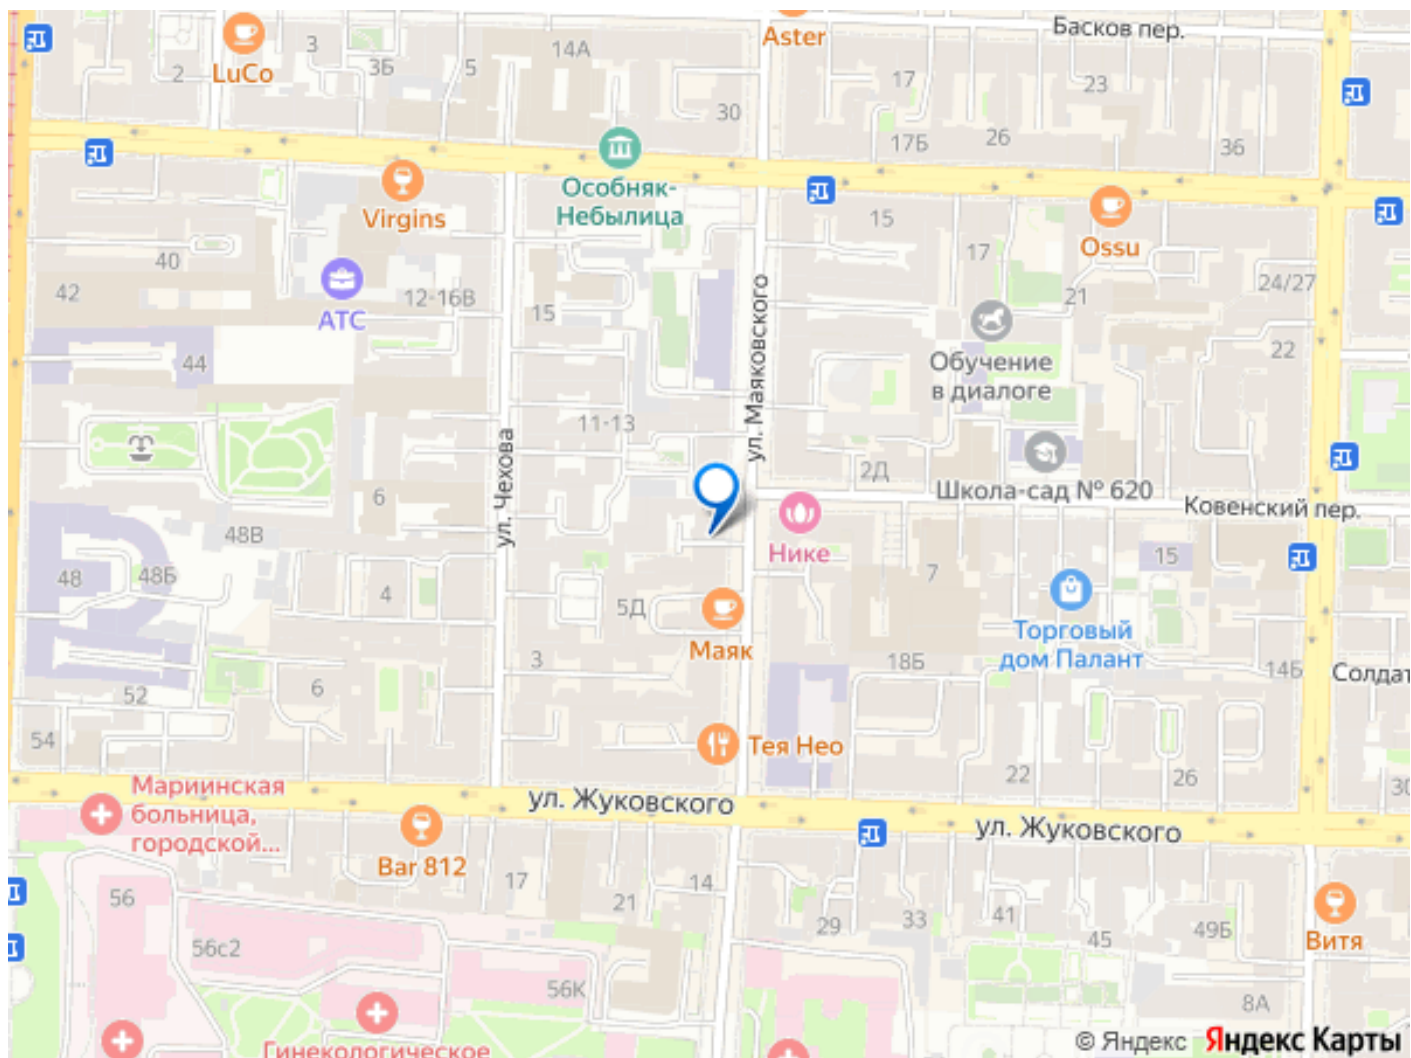 Басков пер.
Aster
LuCo
3
2
3Б
5
14А
30
17
23
17Б
26
36
Особняк-
Небылица
Virgins
15
17
Ossu
40
42
АТС
12-16В
15
21
24/27
22
44
Обучение
в диалоге
ул. Маяковского
11-13
ул. Чехова
2Д
Школа-сад № 620
Ковенский пер.
6
48В
Нике
48
48Б
4
5Д
7
15
Маяк
Торговый
дом Палант
18Б
14Б
Солдат
3
6
52
54
Тея Нео
22
26
30
Мариинская
больница,
городской...
ул. Жуковского
ул. Жуковского
Bar 812
17
21
14
29
33
41
45
49Б
Витя
56
56с2
56К
8А
Гинекологическое
© Яндекс Яндекс Карты